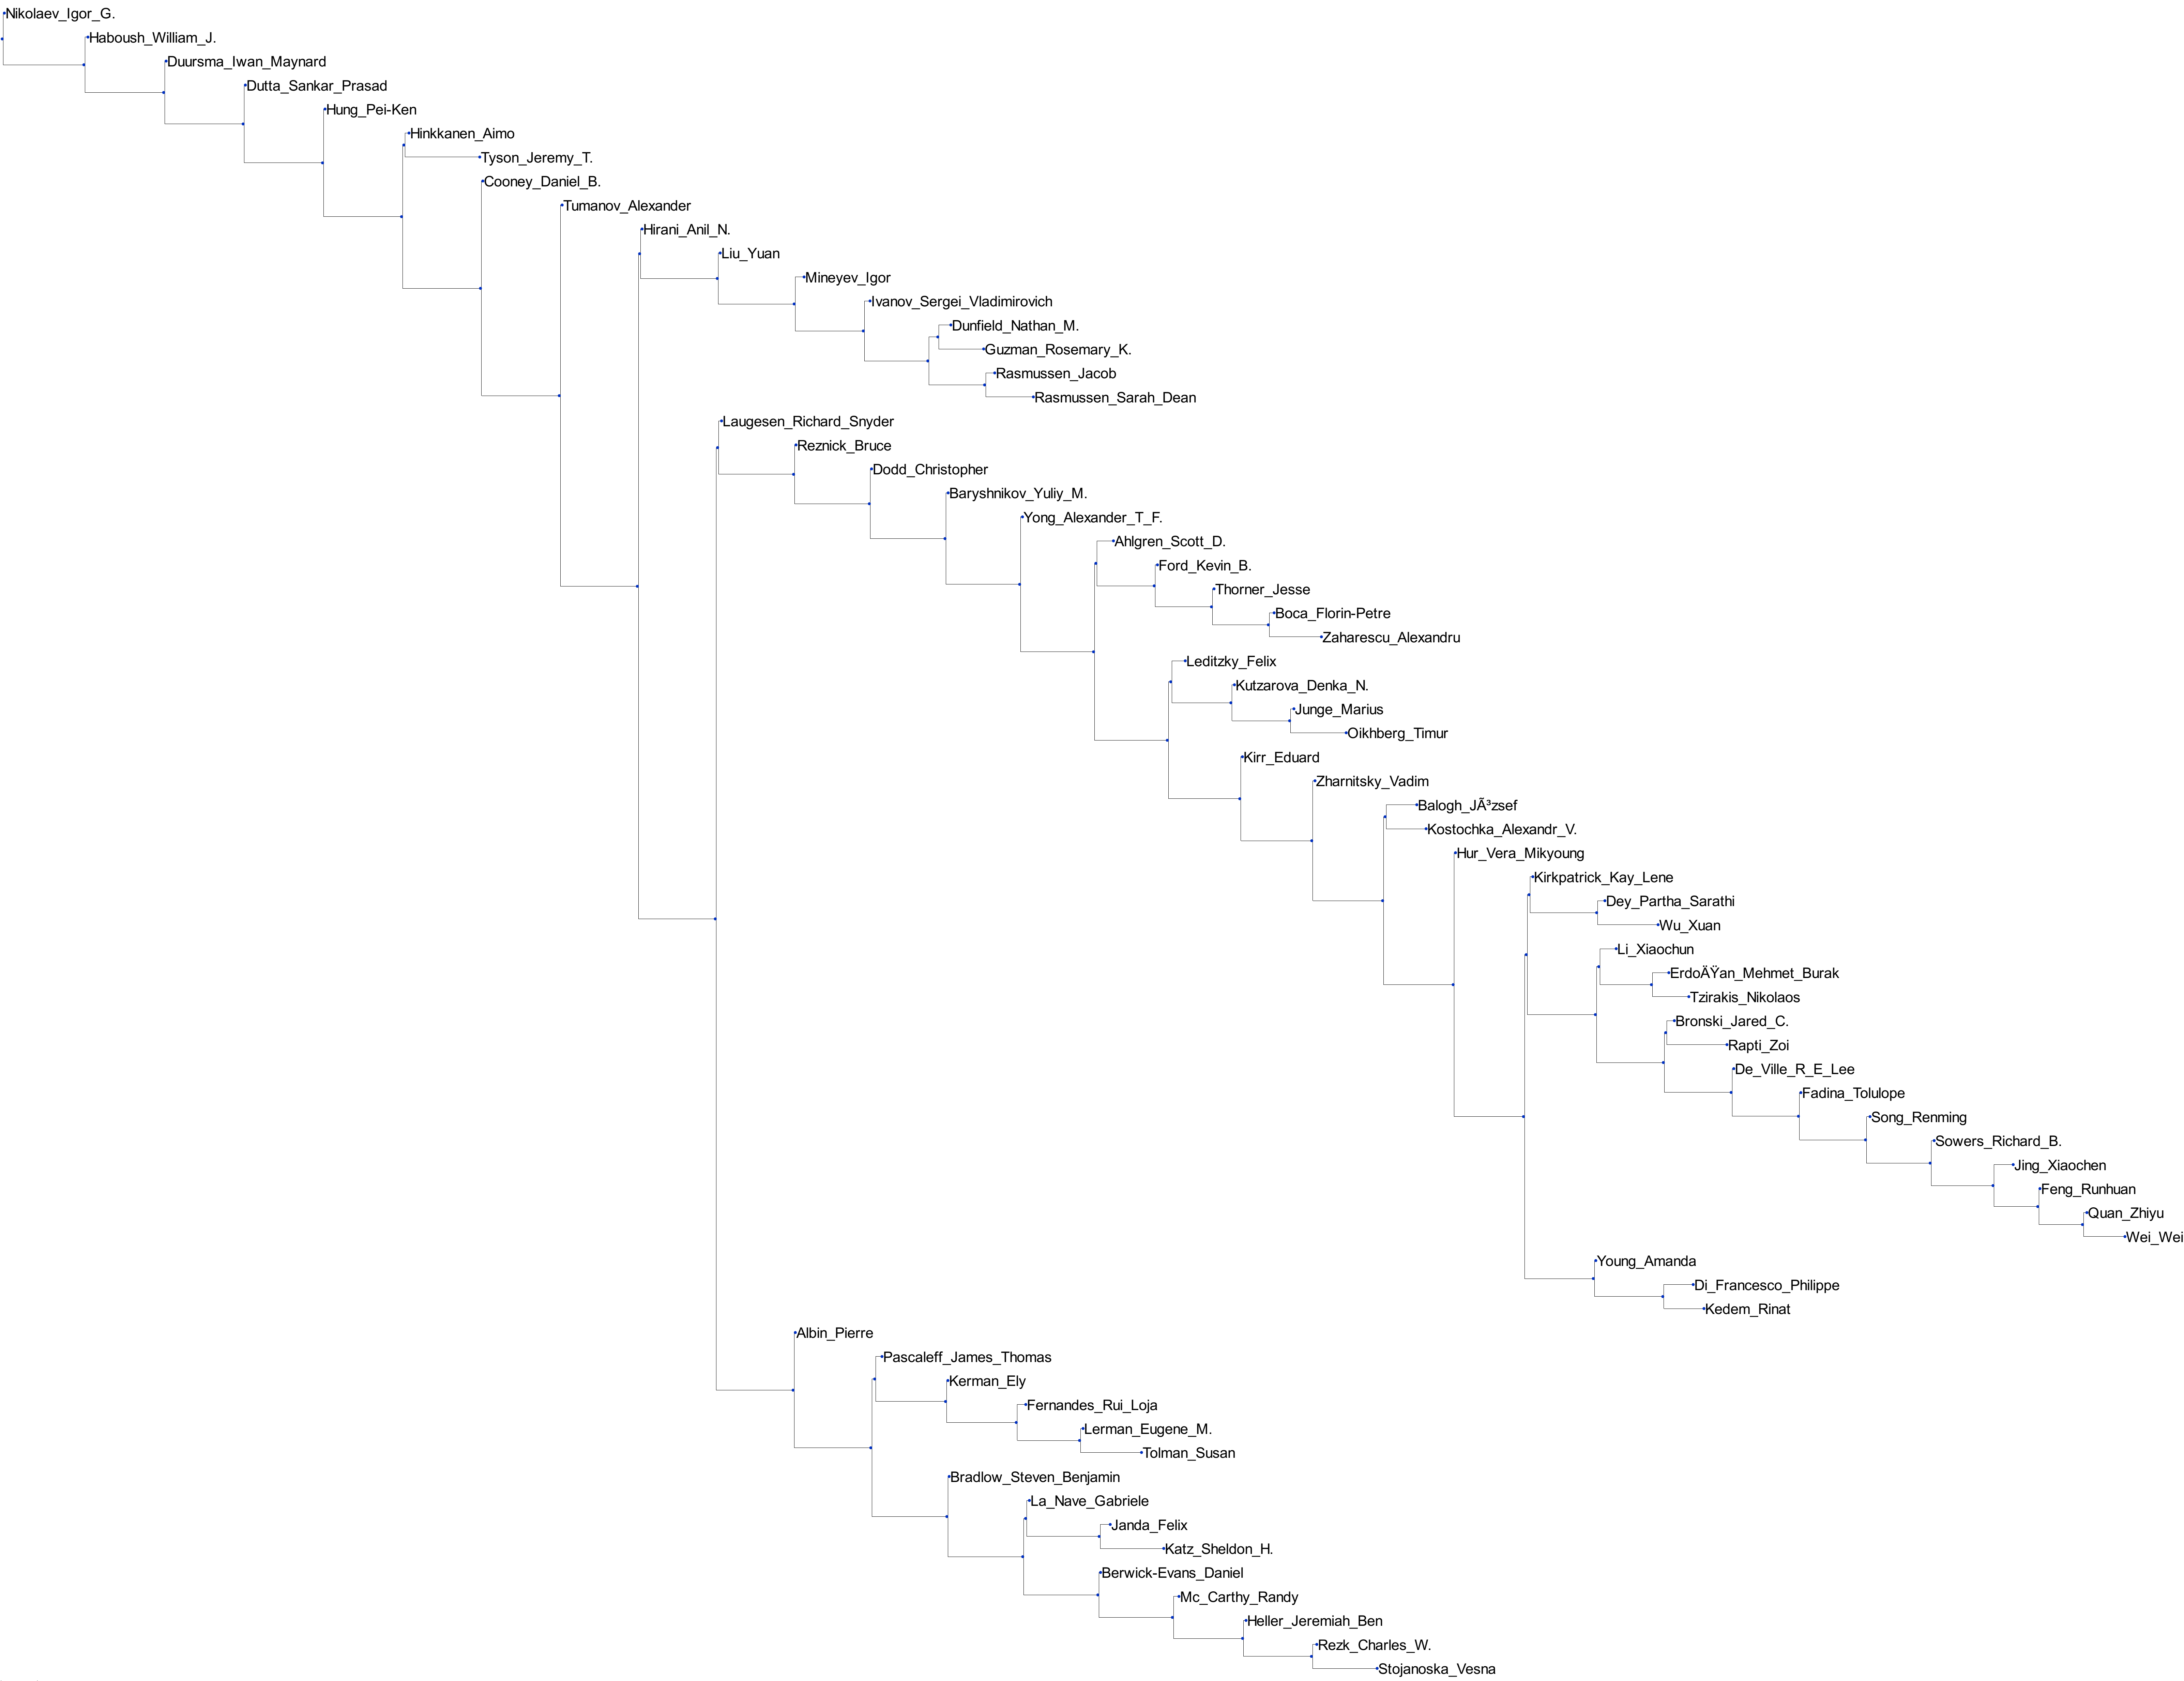 Nikolaev_Igor_G.
Haboush_William_J.
Duursma_Iwan_Maynard
Dutta_Sankar_Prasad
Hung_Pei-Ken
Hinkkanen_Aimo
Tyson_Jeremy_T.
Cooney_Daniel_B.
Tumanov_Alexander
Hirani_Anil_N.
Liu_Yuan
Mineyev_Igor
Ivanov_Sergei_Vladimirovich
Dunfield_Nathan_M.
Guzman_Rosemary_K.
Rasmussen_Jacob
Rasmussen_Sarah_Dean
Laugesen_Richard_Snyder
Reznick_Bruce
Dodd_Christopher
Baryshnikov_Yuliy_M.
Yong_Alexander_T_F.
Ahlgren_Scott_D.
Ford_Kevin_B.
Thorner_Jesse
Boca_Florin-Petre
Zaharescu_Alexandru
Leditzky_Felix
Kutzarova_Denka_N.
Junge_Marius
Oikhberg_Timur
Kirr_Eduard
Zharnitsky_Vadim
Balogh_JÃ³zsef
Kostochka_Alexandr_V.
Hur_Vera_Mikyoung
Kirkpatrick_Kay_Lene
Dey_Partha_Sarathi
Wu_Xuan
Li_Xiaochun
ErdoÄŸan_Mehmet_Burak
Tzirakis_Nikolaos
Bronski_Jared_C.
Rapti_Zoi
De_Ville_R_E_Lee
Fadina_Tolulope
Song_Renming
Sowers_Richard_B.
Jing_Xiaochen
Feng_Runhuan
Quan_Zhiyu
Wei_Wei
Young_Amanda
Di_Francesco_Philippe
Kedem_Rinat
Albin_Pierre
Pascaleff_James_Thomas
Kerman_Ely
Fernandes_Rui_Loja
Lerman_Eugene_M.
Tolman_Susan
Bradlow_Steven_Benjamin
La_Nave_Gabriele
Janda_Felix
Katz_Sheldon_H.
Berwick-Evans_Daniel
Mc_Carthy_Randy
Heller_Jeremiah_Ben
Rezk_Charles_W.
Stojanoska_Vesna